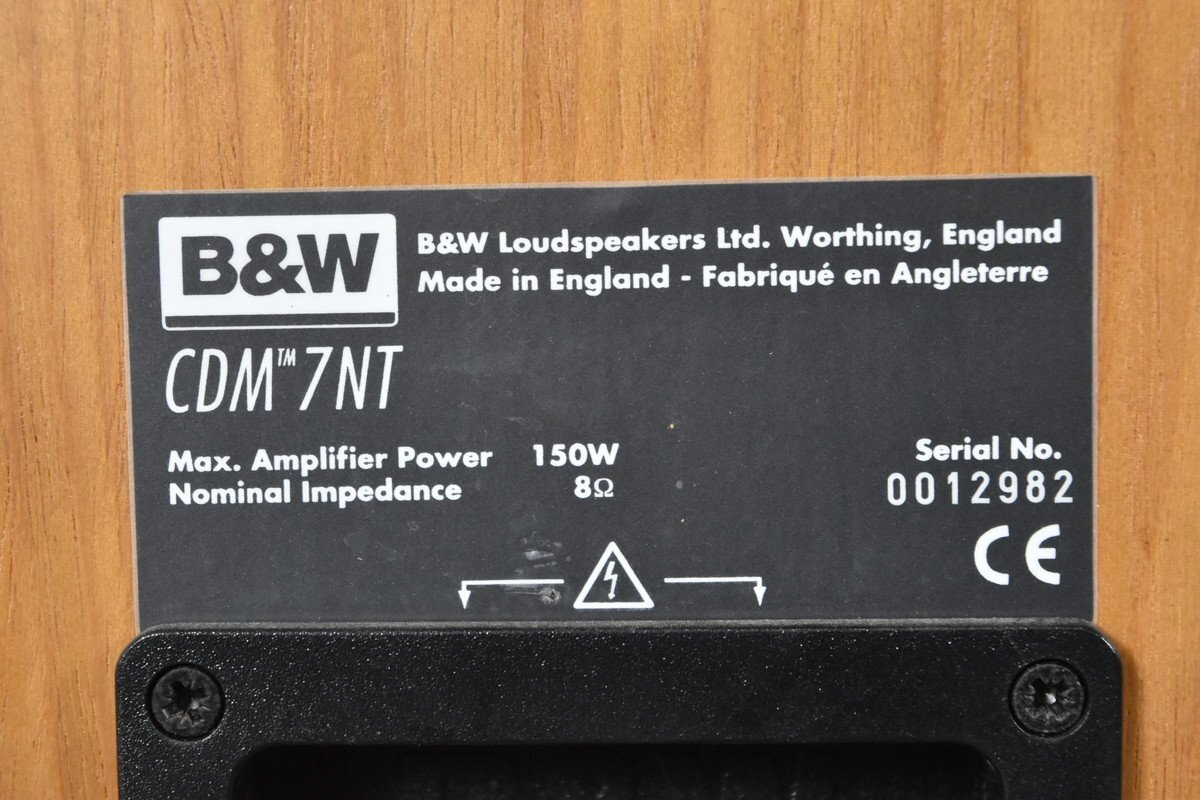 B&W
B&W Loudspeakers Ltd. Worthing, England
Made in England - Fabriqué en Angleterre
CDM™ 7NT
Max. Amplifier Power 150W
Nominal Impedance 8Ω
Serial No.
0012982
CE